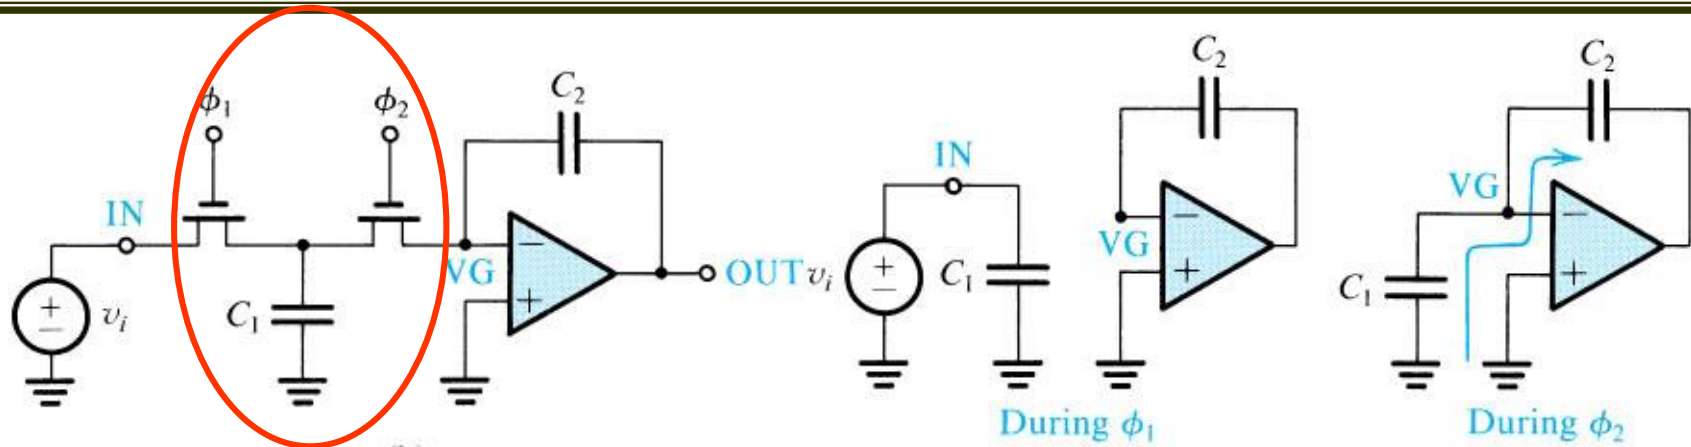 ϕ1 ϕ2 C2
IN
VG
OUT
vi
C1
+
−
−
+
C2
IN
VG
vi
C1
+
−
−
+
During ϕ1
C2
VG
C1
−
+
During ϕ2